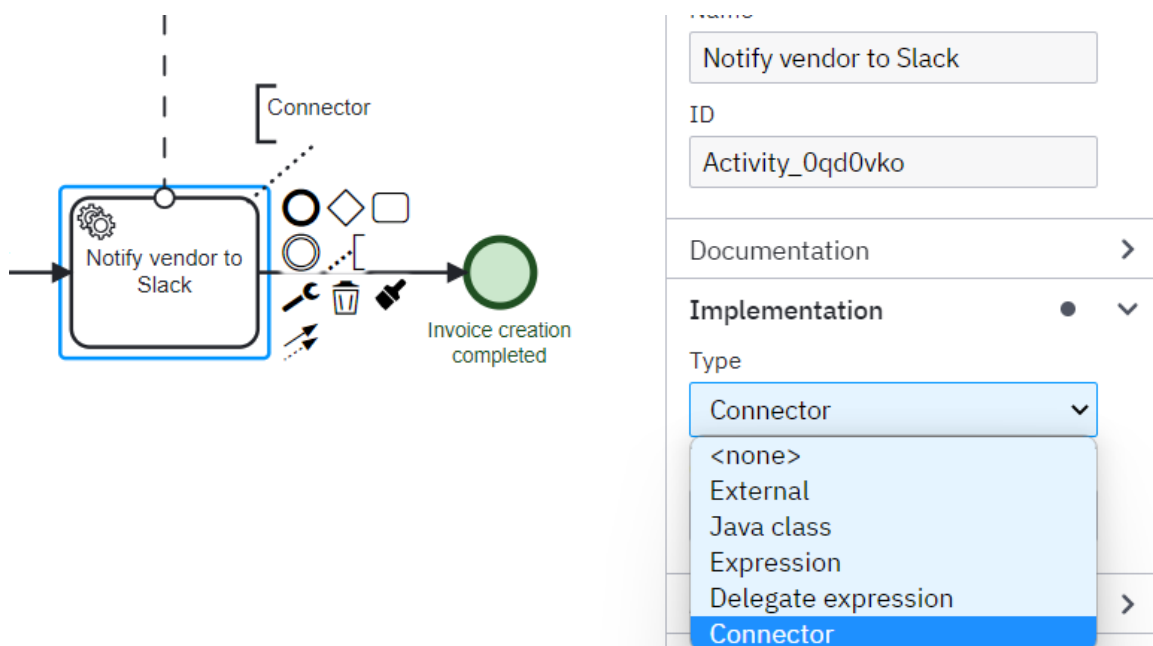 Connector
Notify vendor to
Slack
Invoice creation
completed
Name
Notify vendor to Slack
ID
Activity_0qd0vko
Documentation
Implementation
Type
Connector
<none>
External
Java class
Expression
Delegate expression
Connector